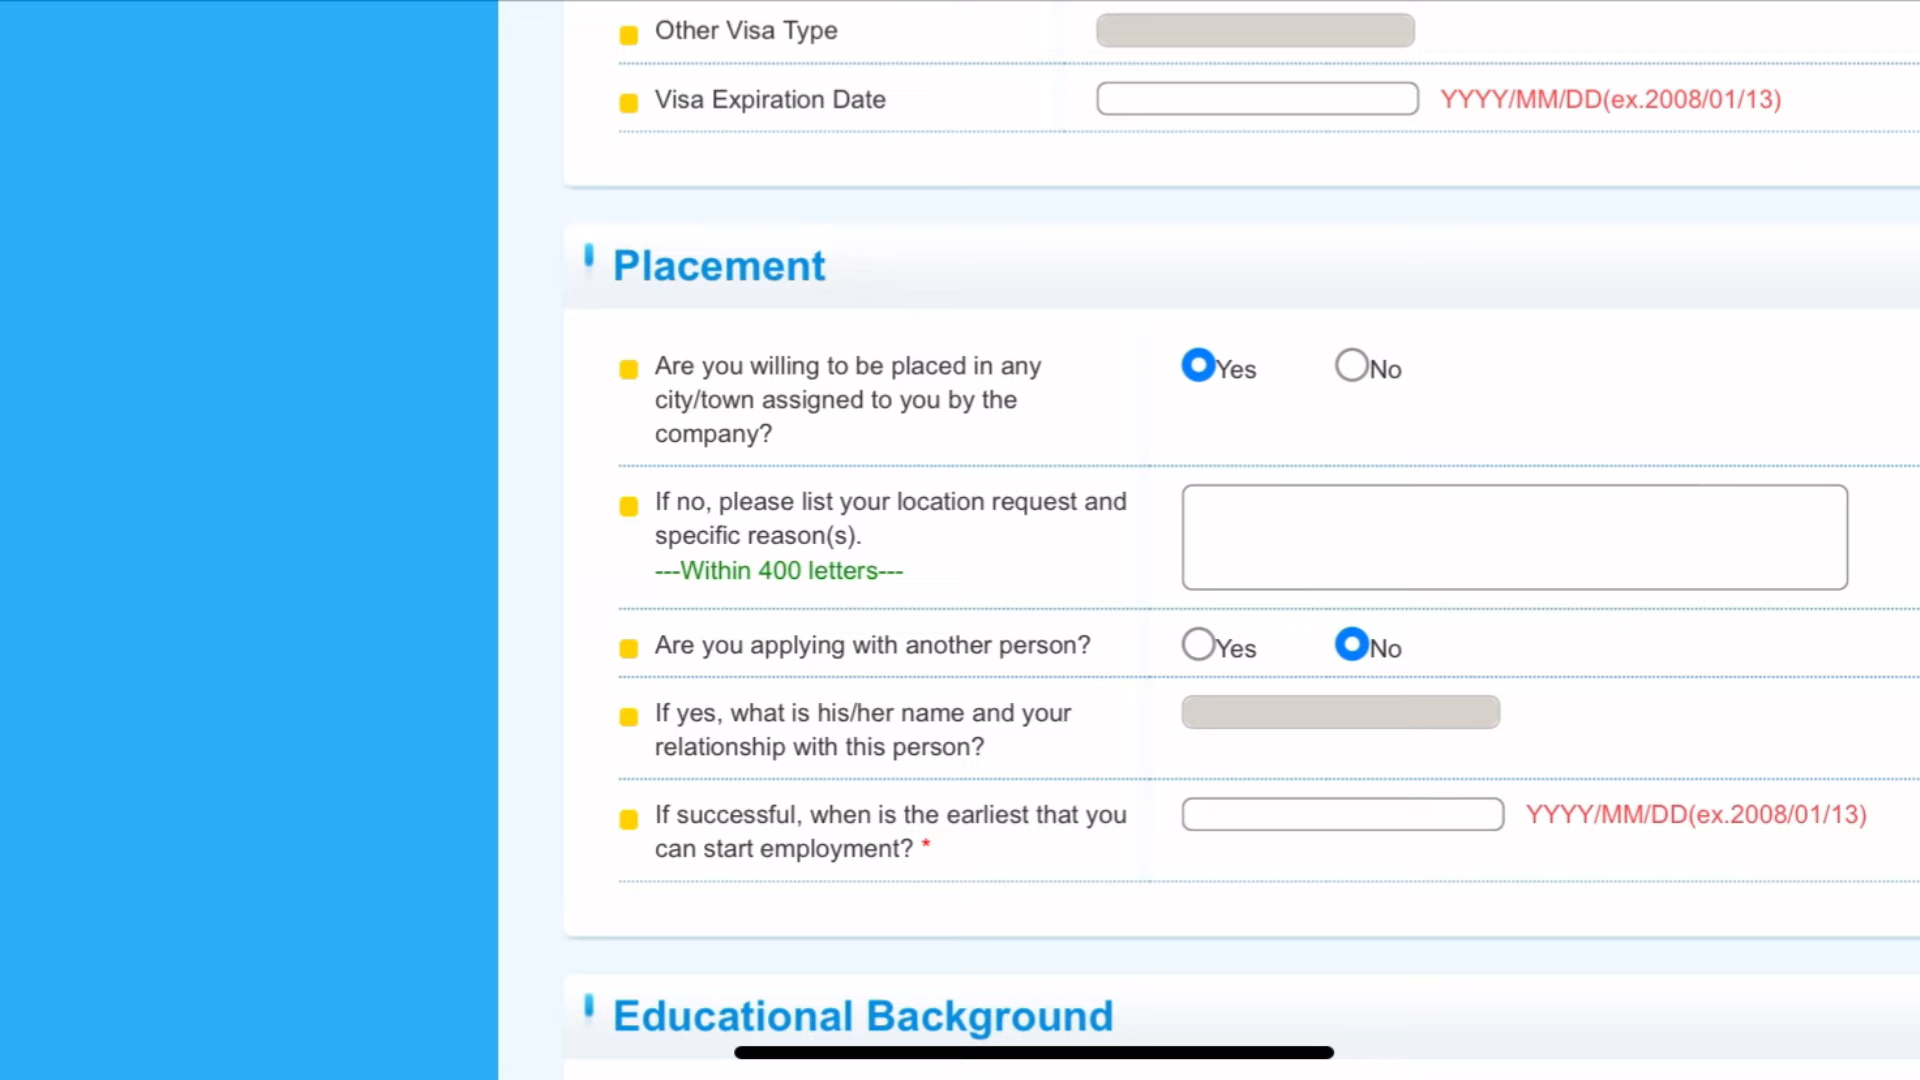 Other Visa Type
Visa Expiration Date YYYY/MM/DD(ex.2008/01/13)
Placement
Are you willing to be placed in any
city/town assigned to you by the
company?
Yes No
If no, please list your location request and
specific reason(s).
---Within 400 letters---
Are you applying with another person? Yes No
If yes, what is his/her name and your
relationship with this person?
If successful, when is the earliest that you
can start employment? *
YYYY/MM/DD(ex.2008/01/13)
Educational Background